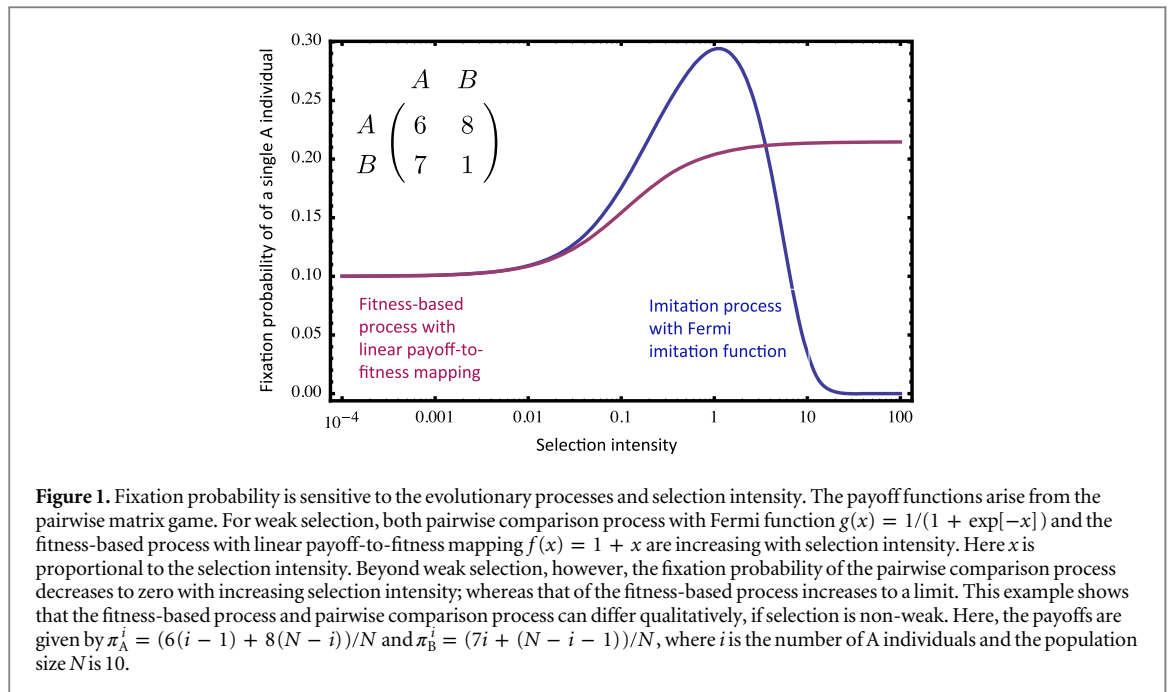 Fixation probability of of a single A individual
0.30
0.25
0.20
0.15
0.10
0.05
0.00
A B
A 6 8
B 7 1
Fitness-based
process with
linear payoff-to-
fitness mapping
Imitation process
with Fermi
imitation function
10⁻⁴ 0.001 0.01 0.1 1 10 100
Selection intensity
Figure 1. Fixation probability is sensitive to the evolutionary processes and selection intensity. The payoff functions arise from the
pairwise matrix game. For weak selection, both pairwise comparison process with Fermi function g(x) = 1/(1 + exp[−x]) and the
fitness-based process with linear payoff-to-fitness mapping f(x) = 1 + x are increasing with selection intensity. Here x is
proportional to the selection intensity. Beyond weak selection, however, the fixation probability of the pairwise comparison process
decreases to zero with increasing selection intensity; whereas that of the fitness-based process increases to a limit. This example shows
that the fitness-based process and pairwise comparison process can differ qualitatively, if selection is non-weak. Here, the payoffs are
given by π_A^i = (6(i − 1) + 8(N − i))/N and π_B^i = (7i + (N − i − 1))/N, where i is the number of A individuals and the population
size N is 10.